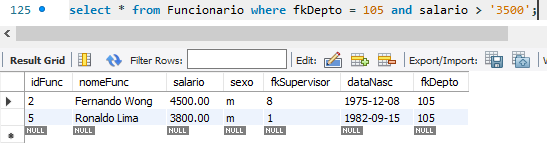 125 select * from Funcionario where fkDepto = 105 and salario > '3500';
Result Grid Filter Rows: Edit: Export/Import:
idFunc nomeFunc salario sexo fkSupervisor dataNasc fkDepto
2 Fernando Wong 4500.00 m 8 1975-12-08 105
5 Ronaldo Lima 3800.00 m 1 1982-09-15 105
NULL NULL NULL NULL NULL NULL NULL